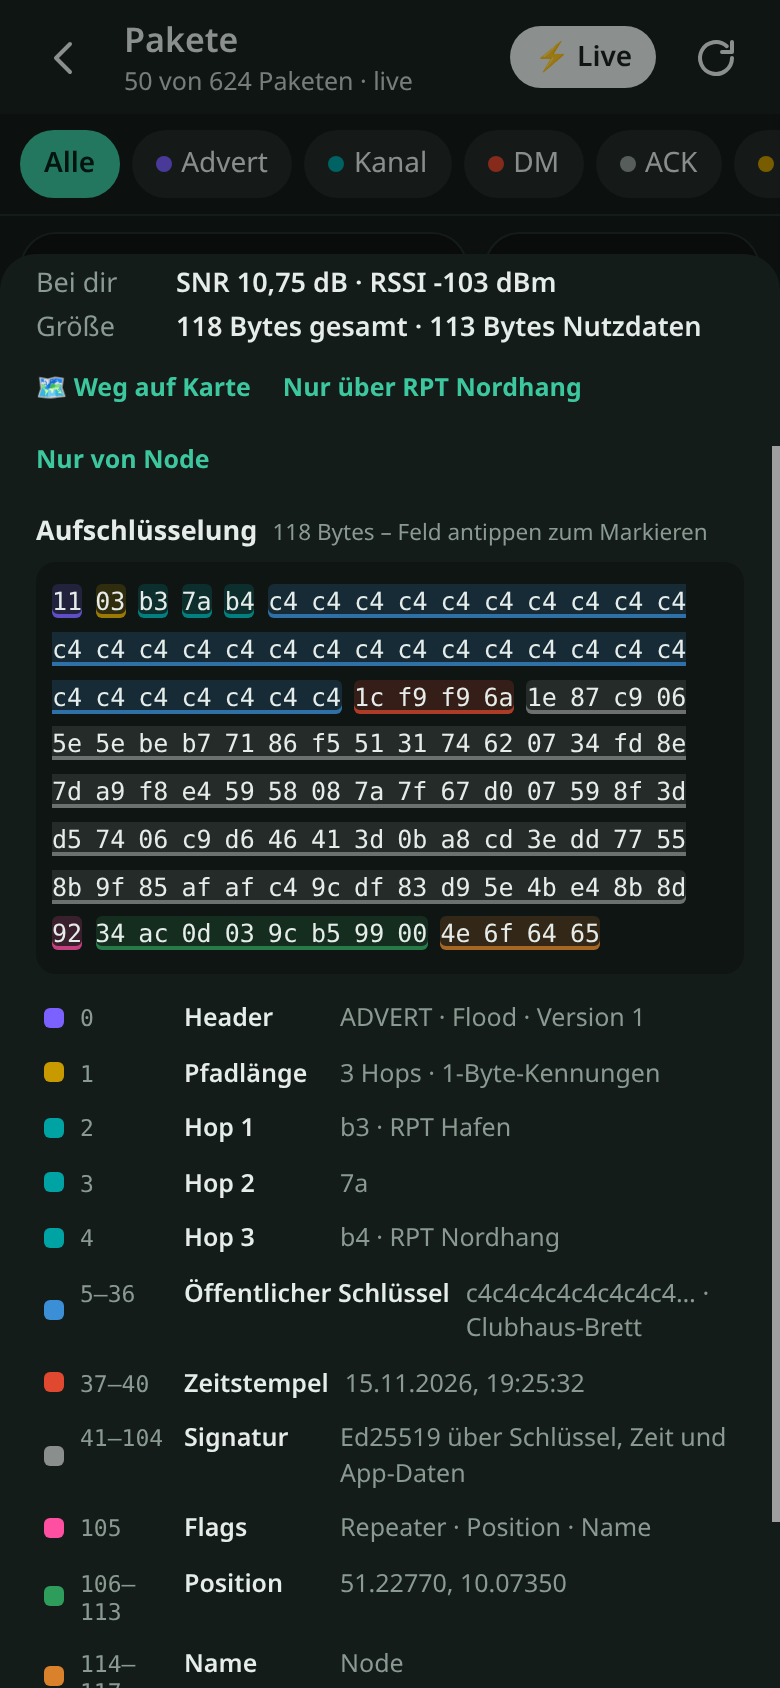 Pakete
50 von 624 Paketen · live
⚡ Live
Alle
Advert
Kanal
DM
ACK
Bei dir SNR 10,75 dB · RSSI -103 dBm
Größe 118 Bytes gesamt · 113 Bytes Nutzdaten
🗺️ Weg auf Karte Nur über RPT Nordhang
Nur von Node
Aufschlüsselung 118 Bytes – Feld antippen zum Markieren
11 03 b3 7a b4 c4 c4 c4 c4 c4 c4 c4 c4 c4 c4
c4 c4 c4 c4 c4 c4 c4 c4 c4 c4 c4 c4 c4 c4 c4
c4 c4 c4 c4 c4 c4 c4 1c f9 f9 6a 1e 87 c9 06
5e 5e be b7 71 86 f5 51 31 74 62 07 34 fd 8e
7d a9 f8 e4 59 58 08 7a 7f 67 d0 07 59 8f 3d
d5 74 06 c9 d6 46 41 3d 0b a8 cd 3e dd 77 55
8b 9f 85 af af c4 9c df 83 d9 5e 4b e4 8b 8d
92 34 ac 0d 03 9c b5 99 00 4e 6f 64 65
0 Header ADVERT · Flood · Version 1
1 Pfadlänge 3 Hops · 1-Byte-Kennungen
2 Hop 1 b3 · RPT Hafen
3 Hop 2 7a
4 Hop 3 b4 · RPT Nordhang
5–36 Öffentlicher Schlüssel c4c4c4c4c4c4c4c4… ·
Clubhaus-Brett
37–40 Zeitstempel 15.11.2026, 19:25:32
41–104 Signatur Ed25519 über Schlüssel, Zeit und
App-Daten
105 Flags Repeater · Position · Name
106–
113 Position 51.22770, 10.07350
114–
117 Name Node